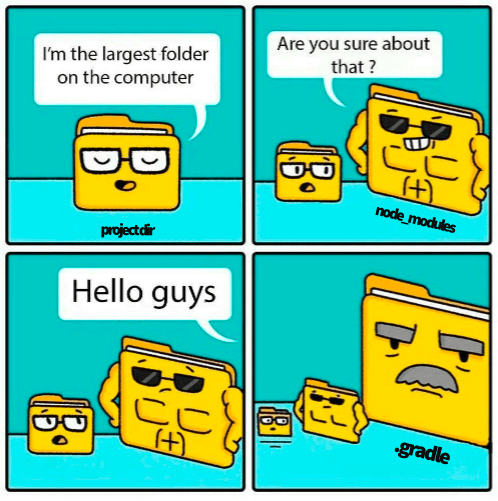 I'm the largest folder
on the computer
projectdir
Are you sure about
that ?
node_modules
Hello guys
.gradle